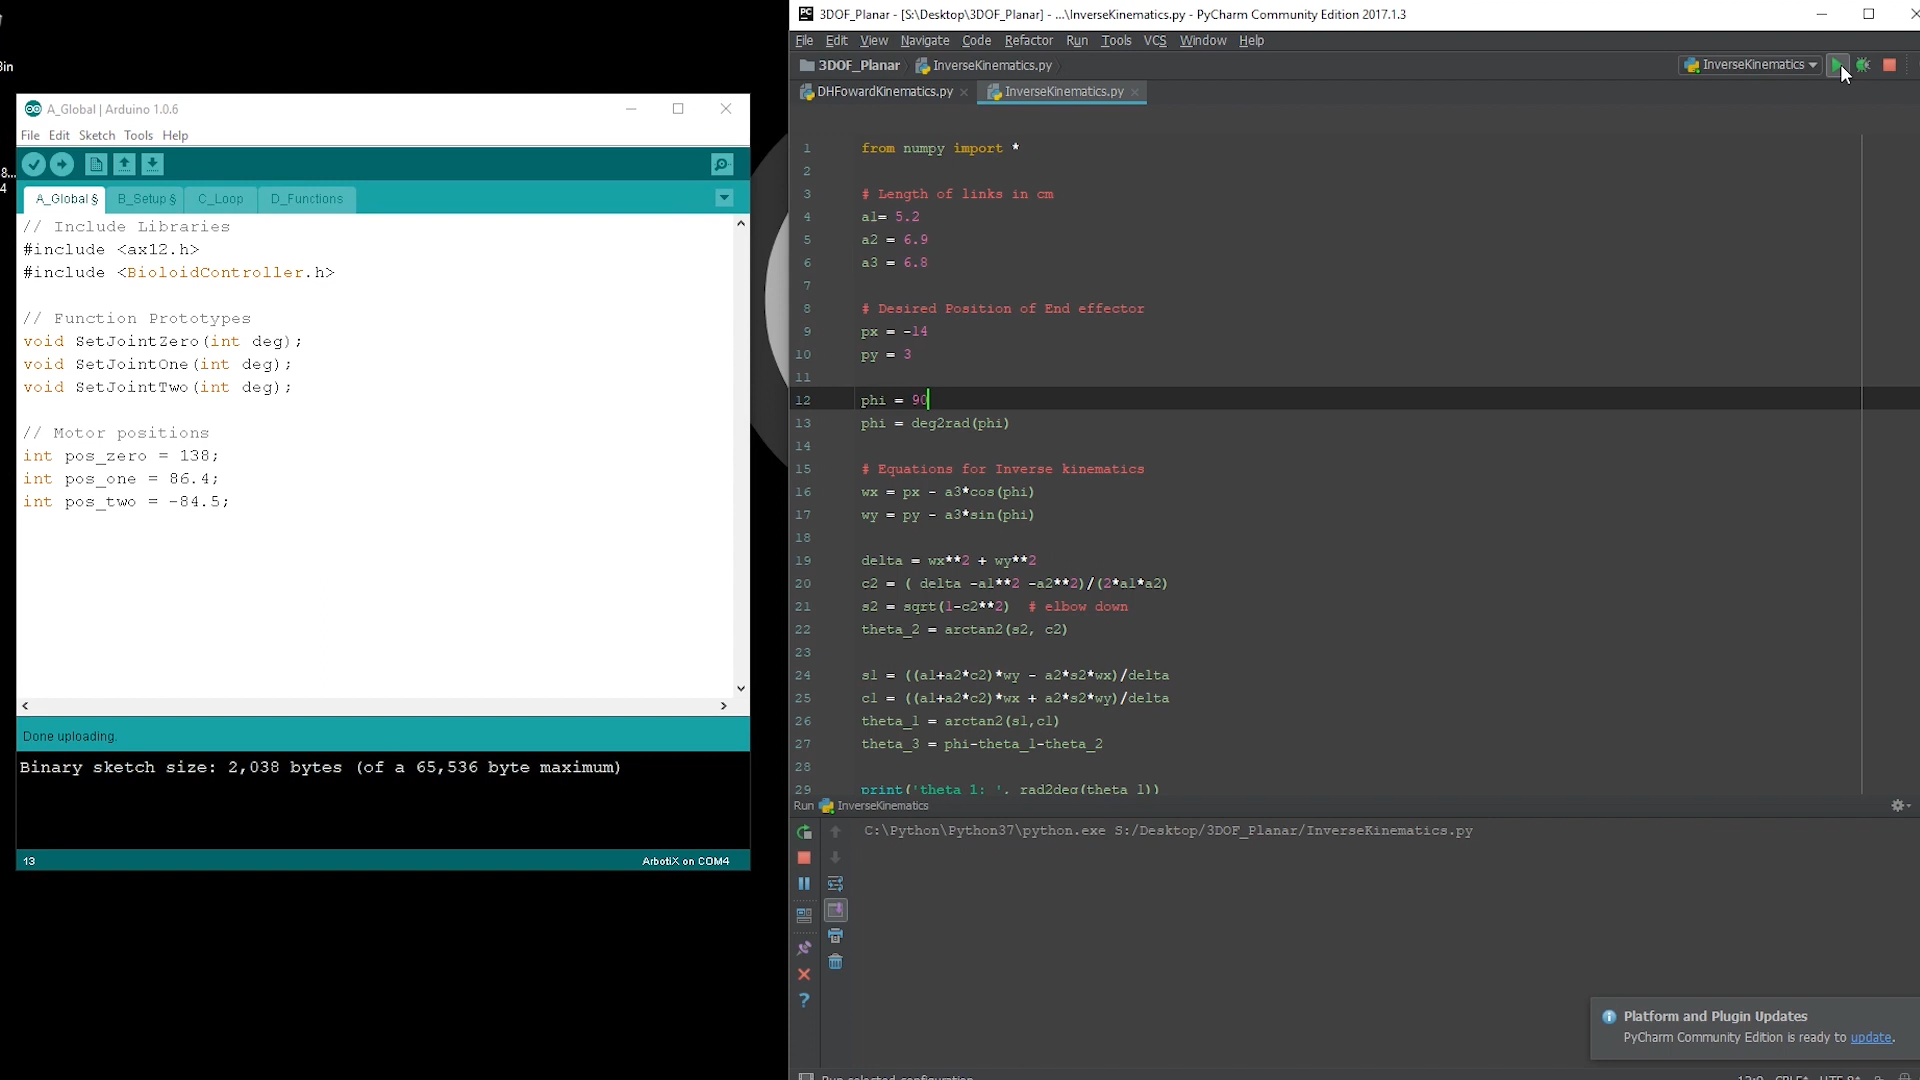 Bin
8...
4
A_Global | Arduino 1.0.6
File Edit Sketch Tools Help
A_Global § B_Setup § C_Loop D_Functions
// Include Libraries
#include <ax12.h>
#include <BioloidController.h>
// Function Prototypes
void SetJointZero(int deg);
void SetJointOne(int deg);
void SetJointTwo(int deg);
// Motor positions
int pos_zero = 138;
int pos_one = 86.4;
int pos_two = -84.5;
Done uploading.
Binary sketch size: 2,038 bytes (of a 65,536 byte maximum)
13 ArbotiX on COM4
3DOF_Planar - [S:\Desktop\3DOF_Planar] - ...\InverseKinematics.py - PyCharm Community Edition 2017.1.3
File Edit View Navigate Code Refactor Run Tools VCS Window Help
3DOF_Planar InverseKinematics.py InverseKinematics
DHFowardKinematics.py InverseKinematics.py
1 from numpy import *
2
3 # Length of links in cm
4 a1= 5.2
5 a2 = 6.9
6 a3 = 6.8
7
8 # Desired Position of End effector
9 px = -14
10 py = 3
11
12 phi = 90
13 phi = deg2rad(phi)
14
15 # Equations for Inverse kinematics
16 wx = px - a3*cos(phi)
17 wy = py - a3*sin(phi)
18
19 delta = wx**2 + wy**2
20 c2 = ( delta -a1**2 -a2**2)/(2*a1*a2)
21 s2 = sqrt(1-c2**2)  # elbow down
22 theta_2 = arctan2(s2, c2)
23
24 s1 = ((a1+a2*c2)*wy - a2*s2*wx)/delta
25 c1 = ((a1+a2*c2)*wx + a2*s2*wy)/delta
26 theta_1 = arctan2(s1,c1)
27 theta_3 = phi-theta_1-theta_2
28
29 print('theta_1: ', rad2deg(theta_1))
Run InverseKinematics
C:\Python\Python37\python.exe S:/Desktop/3DOF_Planar/InverseKinematics.py
Platform and Plugin Updates
PyCharm Community Edition is ready to update.
Run selected configuration